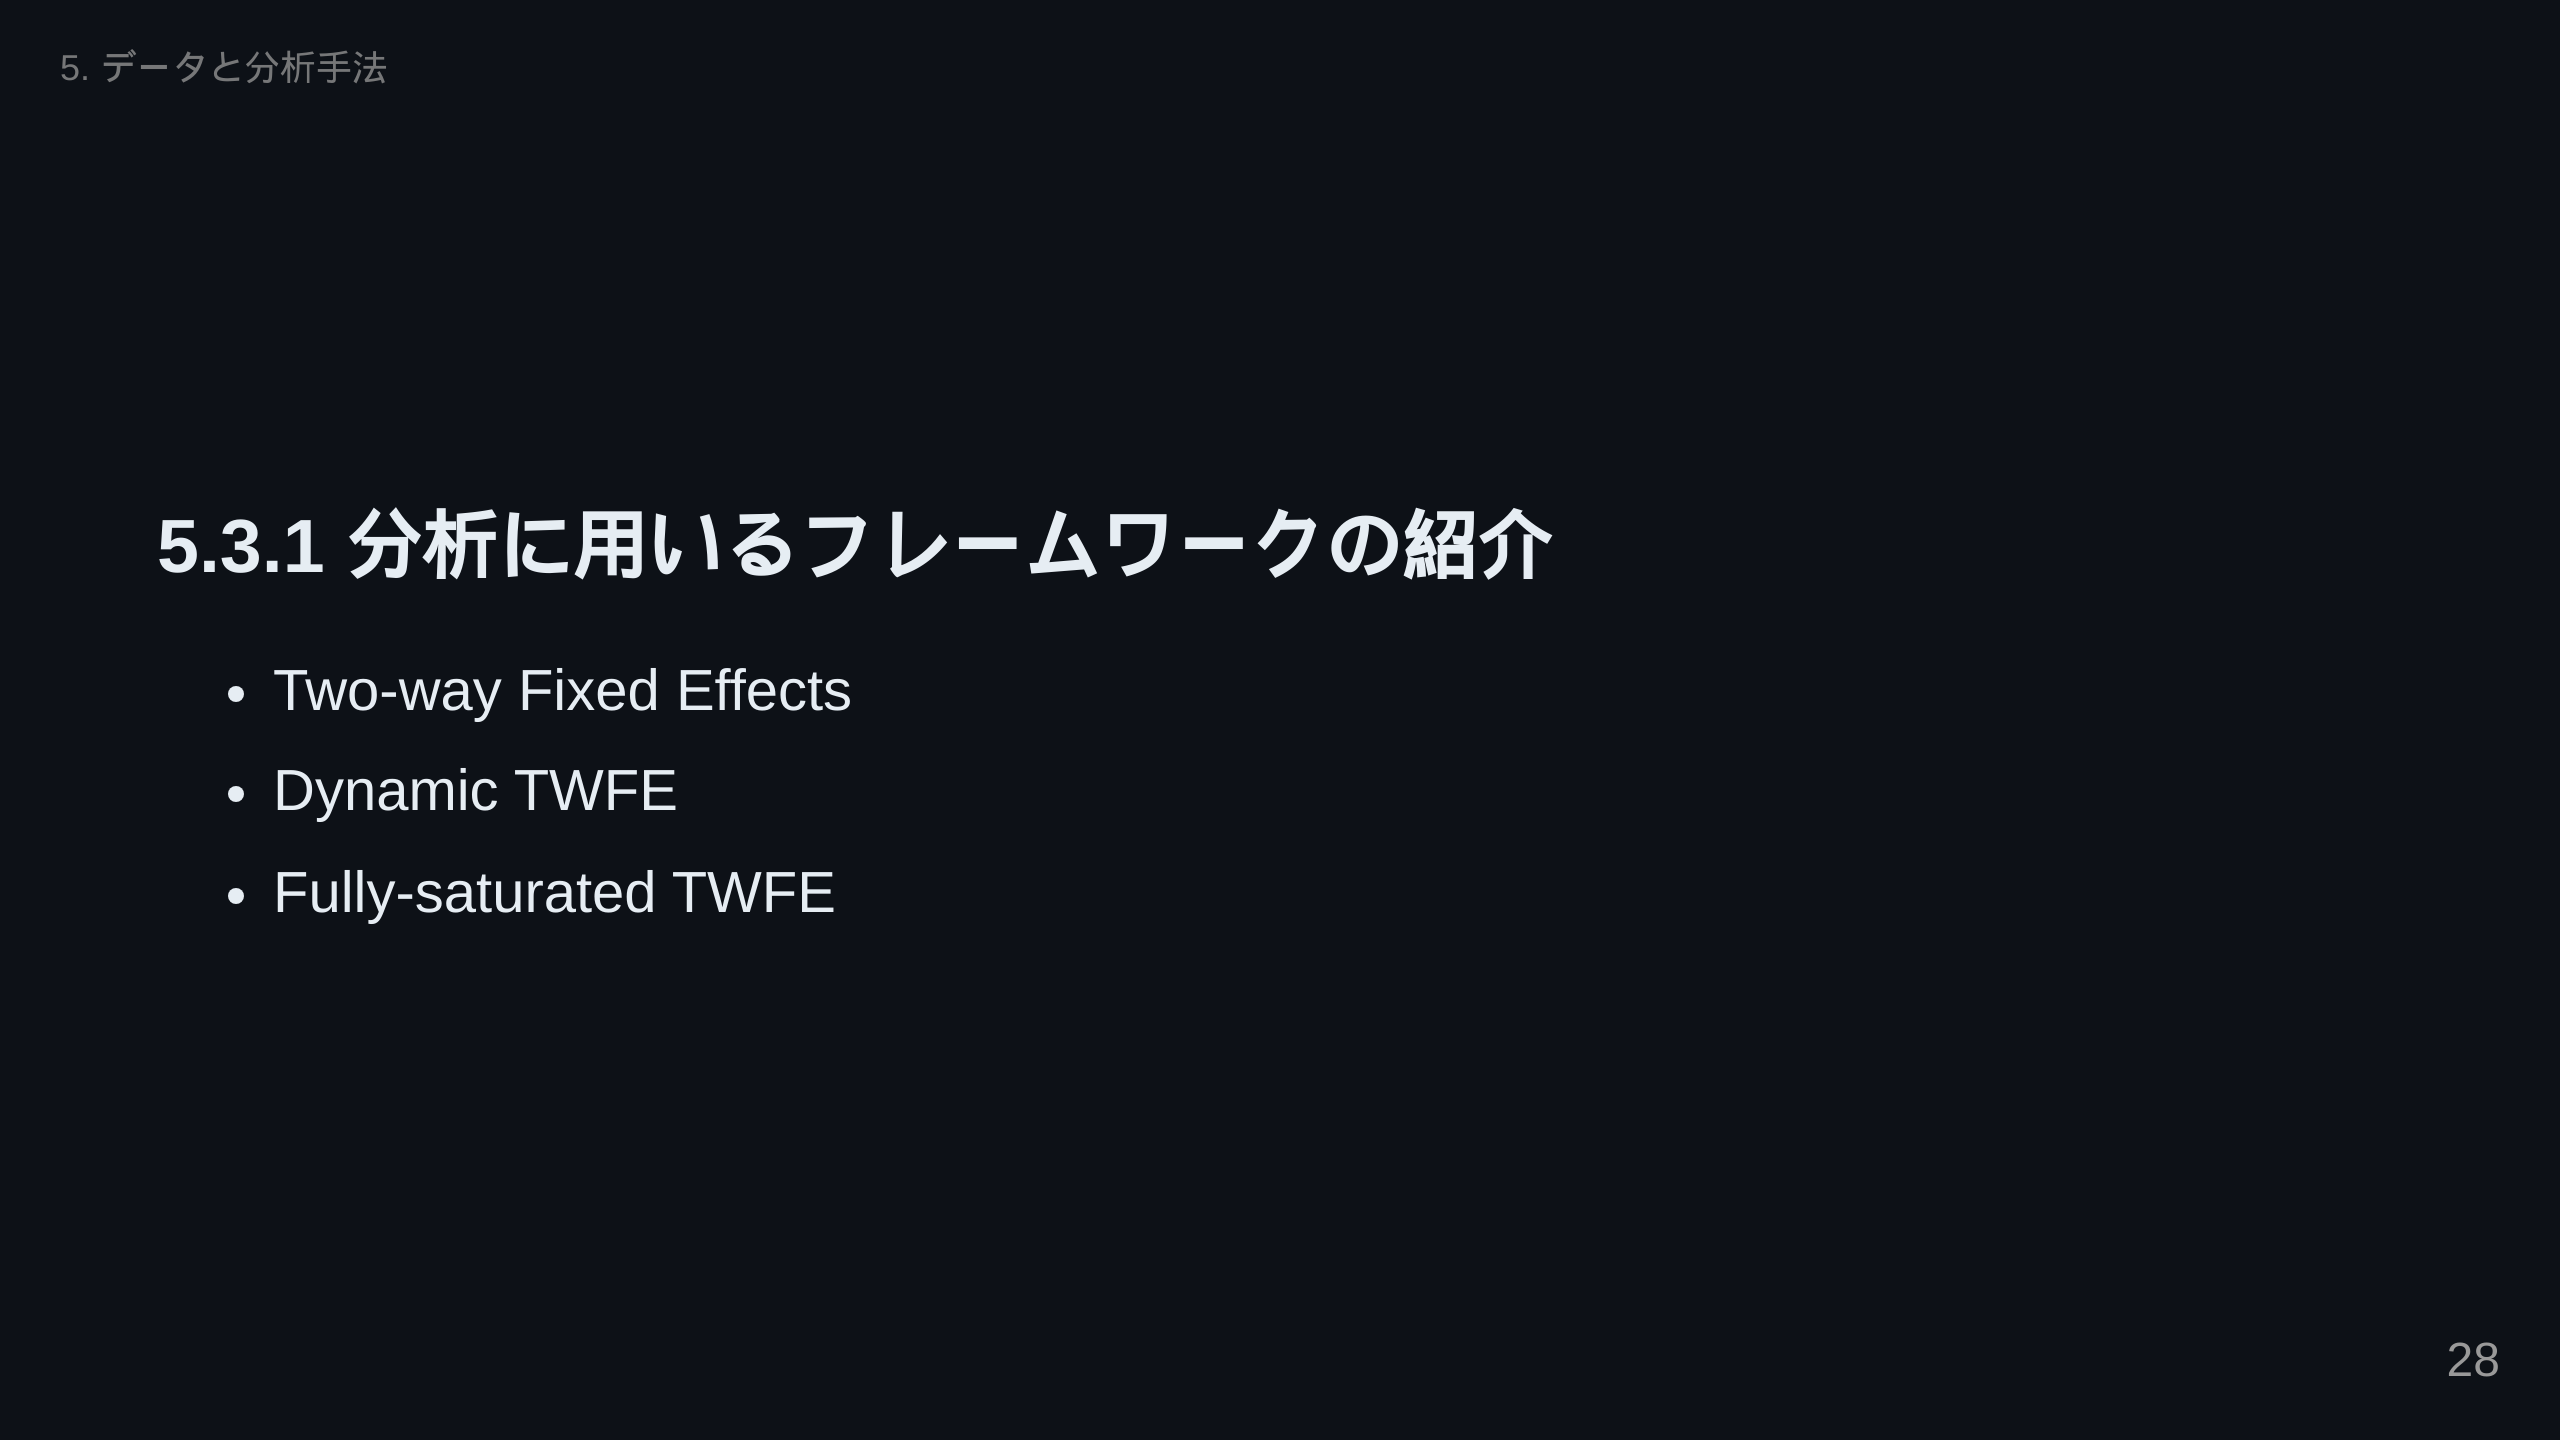 5. データと分析手法
5.3.1 分析に用いるフレームワークの紹介
• Two-way Fixed Effects
• Dynamic TWFE
• Fully-saturated TWFE
28